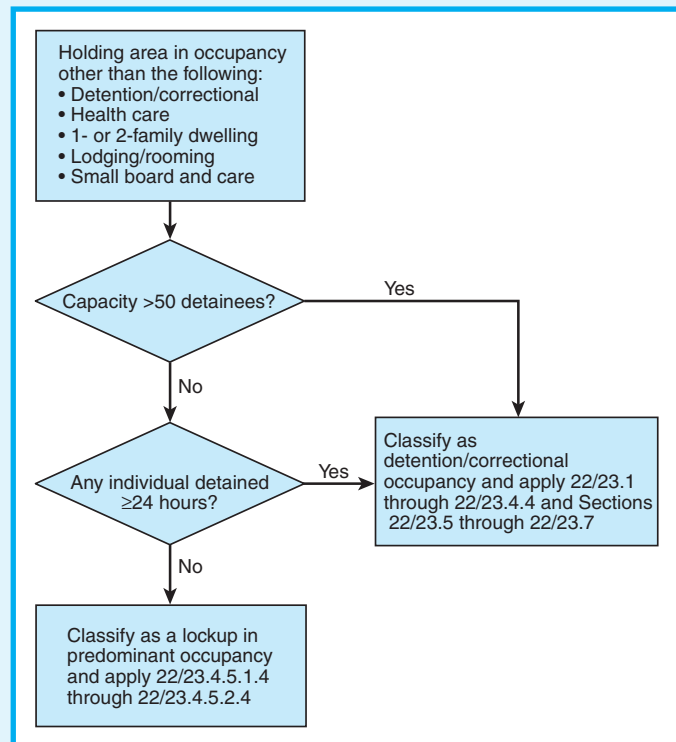 Holding area in occupancy
other than the following:
• Detention/correctional
• Health care
• 1- or 2-family dwelling
• Lodging/rooming
• Small board and care
Capacity >50 detainees?
Yes
No
Any individual detained
≥24 hours?
Yes
Classify as
detention/correctional
occupancy and apply 22/23.1
through 22/23.4.4 and Sections
22/23.5 through 22/23.7
No
Classify as a lockup in
predominant occupancy
and apply 22/23.4.5.1.4
through 22/23.4.5.2.4